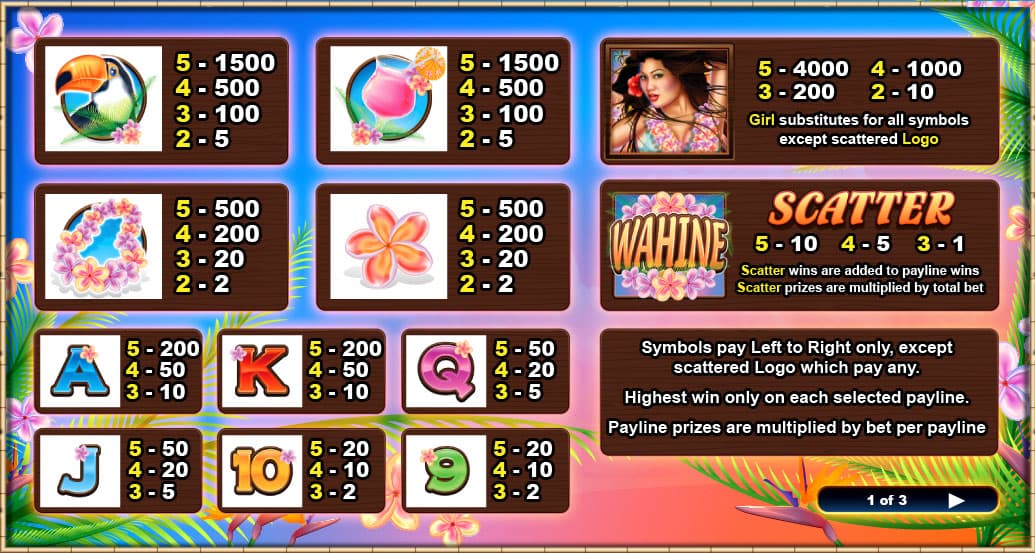 5 - 1500
4 - 500
3 - 100
2 - 5
5 - 1500
4 - 500
3 - 100
2 - 5
5 - 4000 4 - 1000
3 - 200 2 - 10
Girl substitutes for all symbols
except scattered Logo
5 - 500
4 - 200
3 - 20
2 - 2
5 - 500
4 - 200
3 - 20
2 - 2
WAHINE
SCATTER
5 - 10 4 - 5 3 - 1
Scatter wins are added to payline wins
Scatter prizes are multiplied by total bet
A
5 - 200
4 - 50
3 - 10
K
5 - 200
4 - 50
3 - 10
Q
5 - 50
4 - 20
3 - 5
Symbols pay Left to Right only, except
scattered Logo which pay any.
Highest win only on each selected payline.
Payline prizes are multiplied by bet per payline
J
5 - 50
4 - 20
3 - 5
10
5 - 20
4 - 10
3 - 2
9
5 - 20
4 - 10
3 - 2
1 of 3